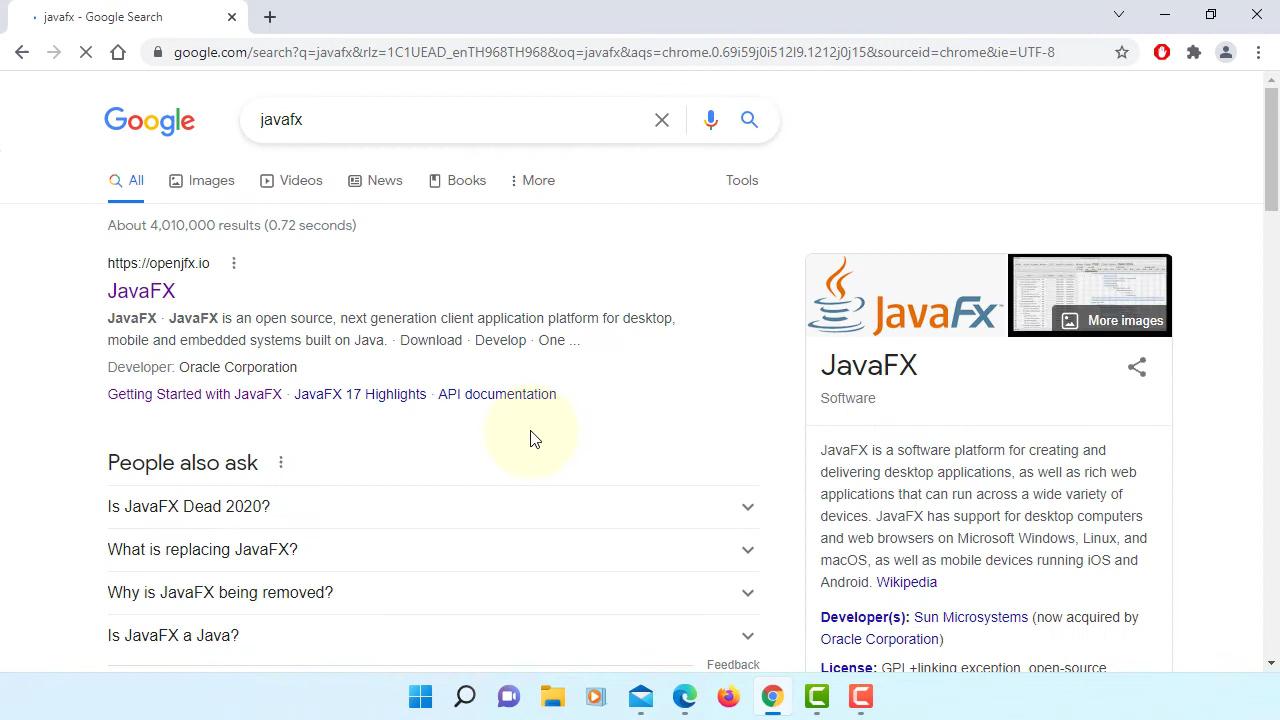 javafx - Google Search
google.com/search?q=javafx&rlz=1C1UEAD_enTH968TH968&oq=javafx&aqs=chrome.0.69i59j0i512l9.1212j0j15&sourceid=chrome&ie=UTF-8
Google
javafx
All
Images
Videos
News
Books
More
Tools
About 4,010,000 results (0.72 seconds)
https://openjfx.io
JavaFX
JavaFX · JavaFX is an open source, next generation client application platform for desktop,
mobile and embedded systems built on Java. · Download · Develop · One ...
Developer: Oracle Corporation
Getting Started with JavaFX · JavaFX 17 Highlights · API documentation
People also ask
Is JavaFX Dead 2020?
What is replacing JavaFX?
Why is JavaFX being removed?
Is JavaFX a Java?
Feedback
JavaFx
More images
JavaFX
Software
JavaFX is a software platform for creating and
delivering desktop applications, as well as rich web
applications that can run across a wide variety of
devices. JavaFX has support for desktop computers
and web browsers on Microsoft Windows, Linux, and
macOS, as well as mobile devices running iOS and
Android. Wikipedia
Developer(s): Sun Microsystems (now acquired by
Oracle Corporation)
License: GPL+linking exception, open-source